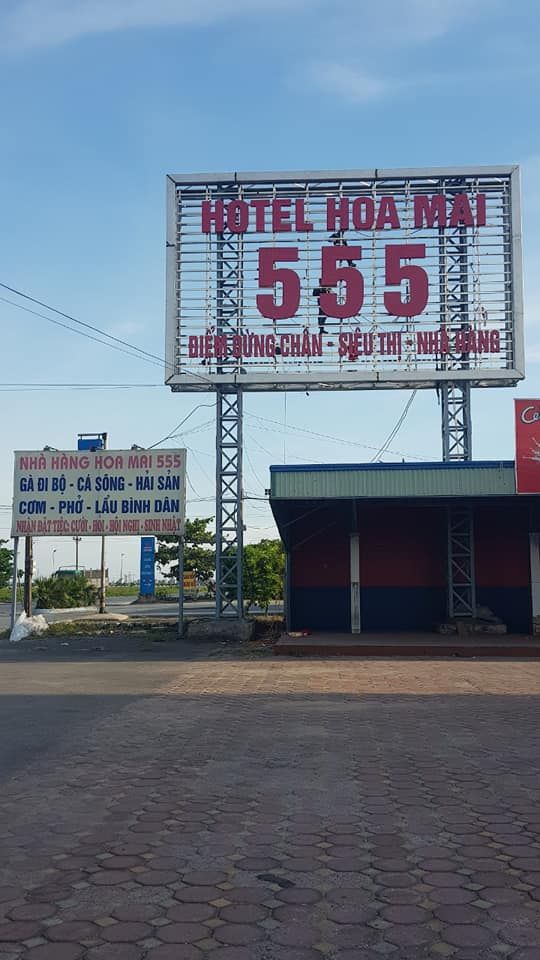 HOTEL HOA MAI
555
ĐIỂM DỪNG CHÂN - SIÊU THỊ - NHÀ HÀNG
NHÀ HÀNG HOA MAI 555
GÀ ĐI BỘ - CÁ SÔNG - HẢI SẢN
CƠM - PHỞ - LẨU BÌNH DÂN
NHẬN ĐẶT TIỆC: CƯỚI - HỎI - HỘI NGHỊ - SINH NHẬT